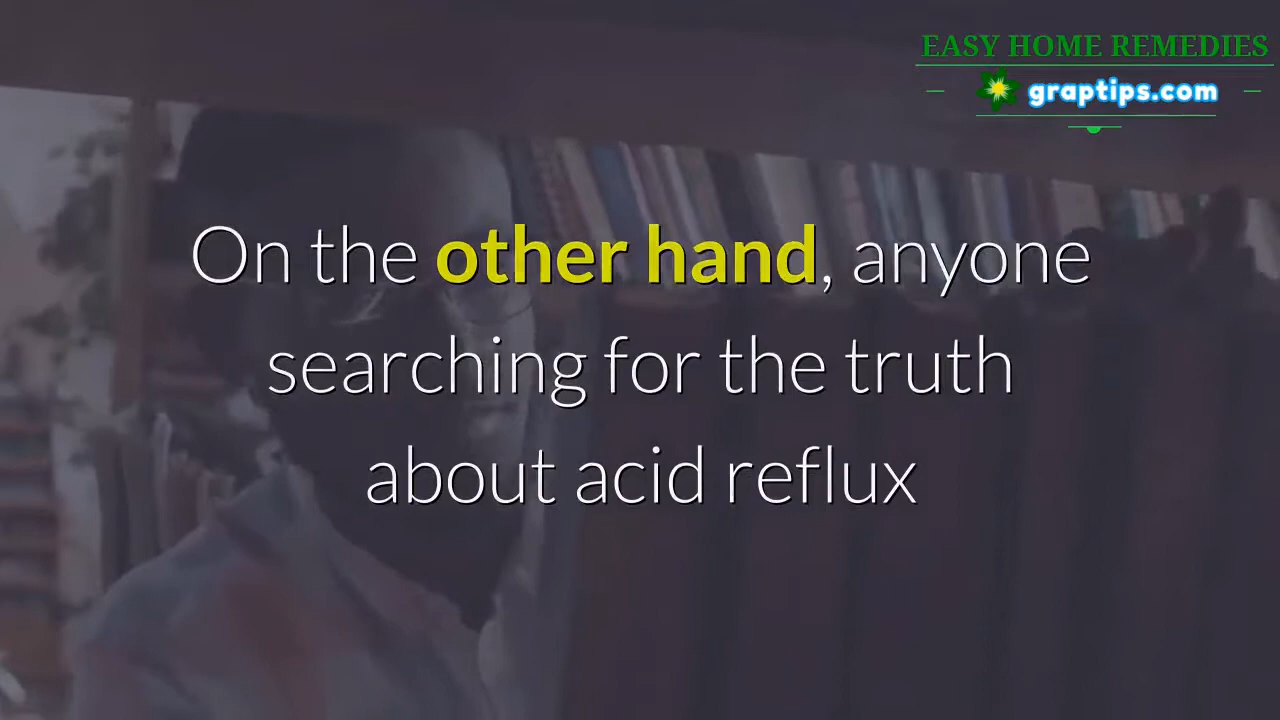 EASY HOME REMEDIES
graptips.com
On the other hand, anyone
searching for the truth
about acid reflux